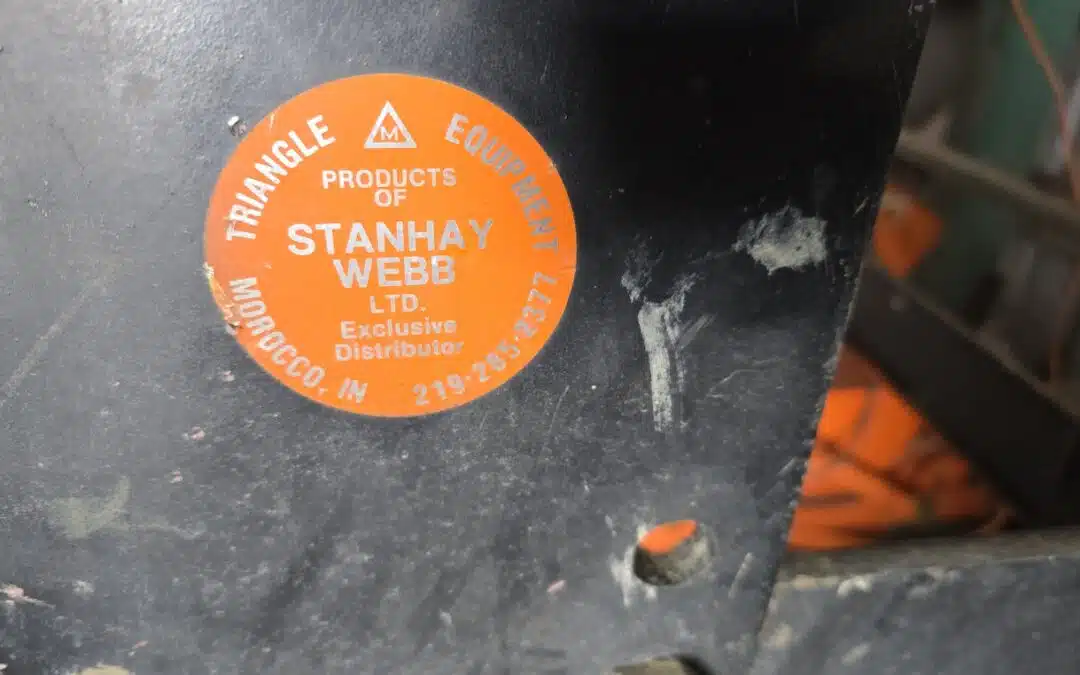 TRIANGLE EQUIPMENT
M
PRODUCTS
OF
STANHAY
WEBB
LTD.
Exclusive
Distributor
MOROCCO, IN 219-285-2377